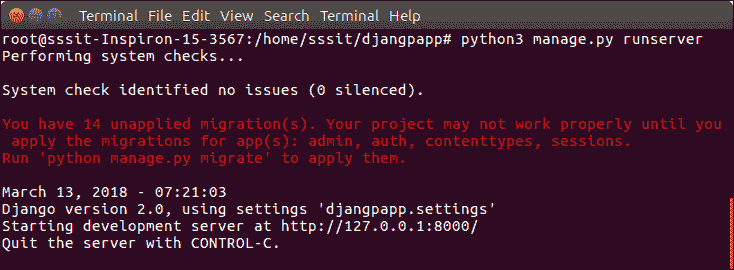 Terminal File Edit View Search Terminal Help
root@sssit-Inspiron-15-3567:/home/sssit/djangpapp# python3 manage.py runserver
Performing system checks...
System check identified no issues (0 silenced).
You have 14 unapplied migration(s). Your project may not work properly until you
apply the migrations for app(s): admin, auth, contenttypes, sessions.
Run 'python manage.py migrate' to apply them.
March 13, 2018 - 07:21:03
Django version 2.0, using settings 'djangpapp.settings'
Starting development server at http://127.0.0.1:8000/
Quit the server with CONTROL-C.